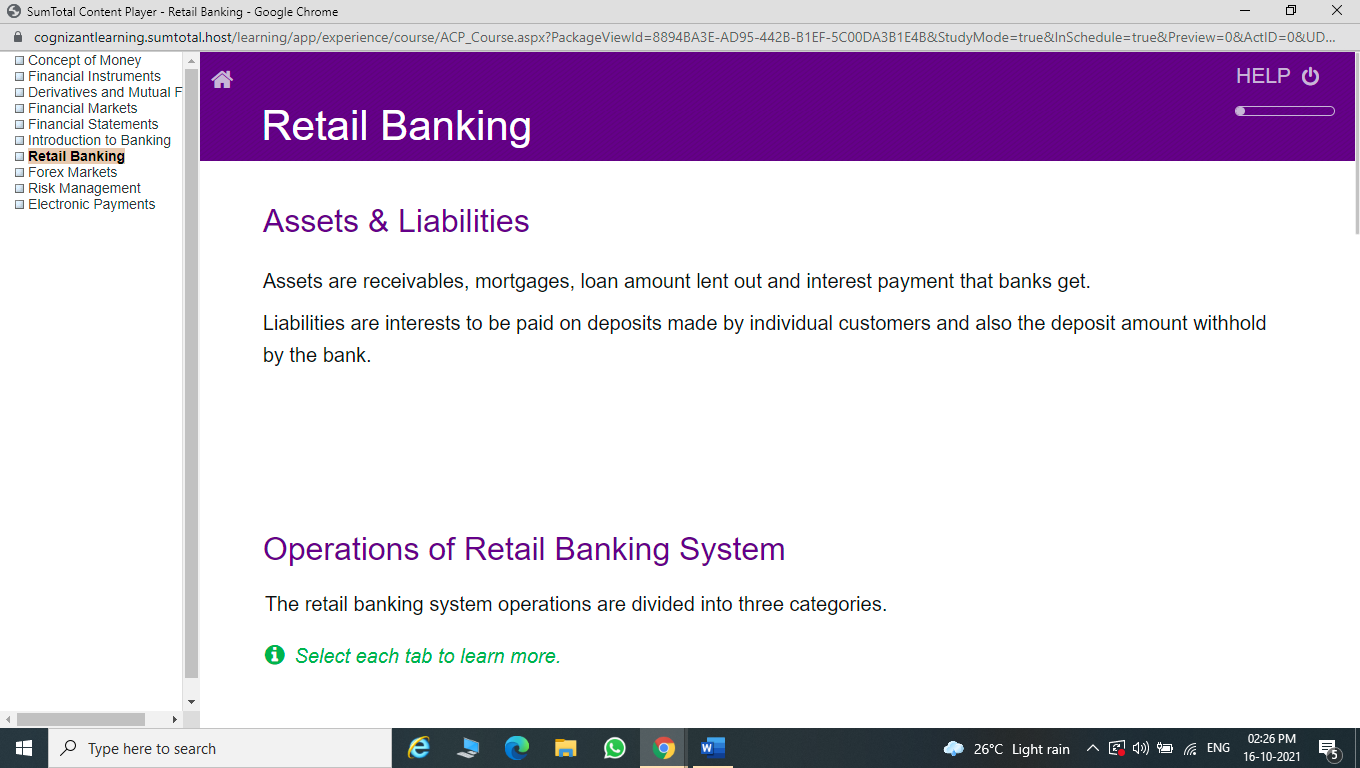 SumTotal Content Player - Retail Banking - Google Chrome
cognizantlearning.sumtotal.host/learning/app/experience/course/ACP_Course.aspx?PackageViewId=8894BA3E-AD95-442B-B1EF-5C00DA3B1E4B&StudyMode=true&InSchedule=true&Preview=0&ActID=0&UD...
Concept of Money
Financial Instruments
Derivatives and Mutual F
Financial Markets
Financial Statements
Introduction to Banking
Retail Banking
Forex Markets
Risk Management
Electronic Payments
HELP
Retail Banking
Assets & Liabilities
Assets are receivables, mortgages, loan amount lent out and interest payment that banks get.
Liabilities are interests to be paid on deposits made by individual customers and also the deposit amount withhold
by the bank.
Operations of Retail Banking System
The retail banking system operations are divided into three categories.
Select each tab to learn more.
Type here to search
26°C Light rain
ENG
02:26 PM
16-10-2021
5